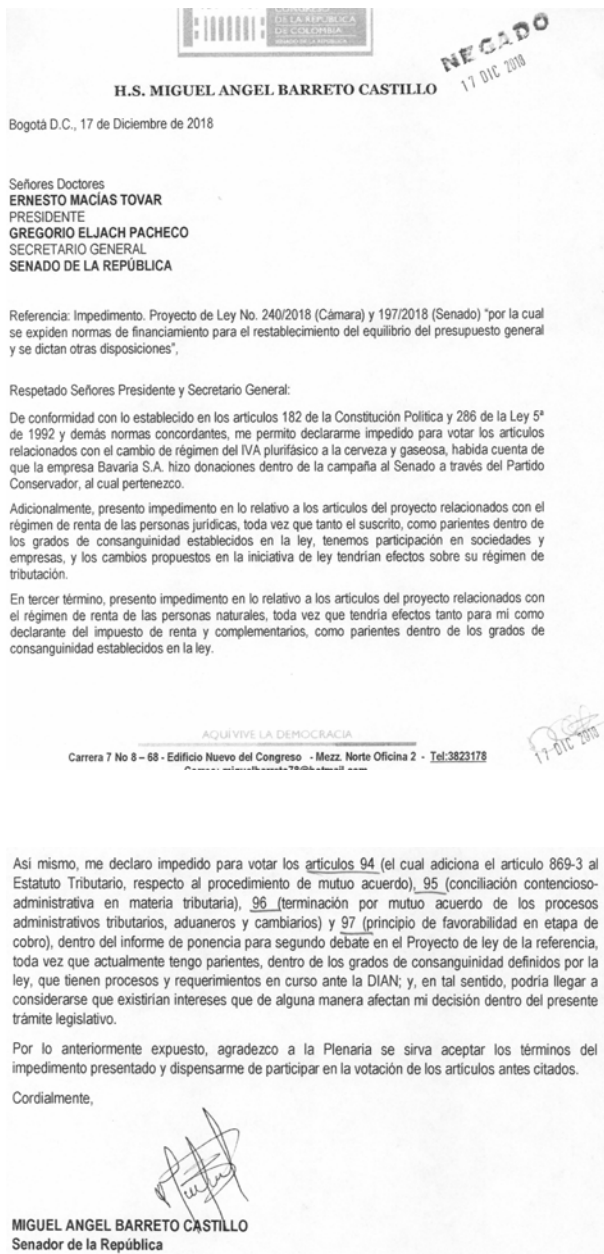 CONGRESO
DE LA REPÚBLICA
DE COLOMBIA
NEGADO
17 DIC 2018
H.S. MIGUEL ANGEL BARRETO CASTILLO
Bogotá D.C., 17 de Diciembre de 2018
Señores Doctores
ERNESTO MACÍAS TOVAR
PRESIDENTE
GREGORIO ELJACH PACHECO
SECRETARIO GENERAL
SENADO DE LA REPÚBLICA
Referencia: Impedimento. Proyecto de Ley No. 240/2018 (Cámara) y 197/2018 (Senado) "por la cual
se expiden normas de financiamiento para el restablecimiento del equilibrio del presupuesto general
y se dictan otras disposiciones",
Respetado Señores Presidente y Secretario General:
De conformidad con lo establecido en los artículos 182 de la Constitución Política y 286 de la Ley 5ª
de 1992 y demás normas concordantes, me permito declararme impedido para votar los artículos
relacionados con el cambio de régimen del IVA plurifásico a la cerveza y gaseosa, habida cuenta de
que la empresa Bavaria S.A. hizo donaciones dentro de la campaña al Senado a través del Partido
Conservador, al cual pertenezco.
Adicionalmente, presento impedimento en lo relativo a los artículos del proyecto relacionados con el
régimen de renta de las personas jurídicas, toda vez que tanto el suscrito, como parientes dentro de
los grados de consanguinidad establecidos en la ley, tenemos participación en sociedades y
empresas, y los cambios propuestos en la iniciativa de ley tendrían efectos sobre su régimen de
tributación.
En tercer término, presento impedimento en lo relativo a los artículos del proyecto relacionados con
el régimen de renta de las personas naturales, toda vez que tendría efectos tanto para mi como
declarante del impuesto de renta y complementarios, como parientes dentro de los grados de
consanguinidad establecidos en la ley.
AQUÍ VIVE LA DEMOCRACIA
Carrera 7 No 8 – 68 - Edificio Nuevo del Congreso - Mezz. Norte Oficina 2 - Tel:3823178
17 DIC 2018
Así mismo, me declaro impedido para votar los artículos 94 (el cual adiciona el artículo 869-3 al
Estatuto Tributario, respecto al procedimiento de mutuo acuerdo), 95 (conciliación contencioso-
administrativa en materia tributaria), 96 (terminación por mutuo acuerdo de los procesos
administrativos tributarios, aduaneros y cambiarios) y 97 (principio de favorabilidad en etapa de
cobro), dentro del informe de ponencia para segundo debate en el Proyecto de ley de la referencia,
toda vez que actualmente tengo parientes, dentro de los grados de consanguinidad definidos por la
ley, que tienen procesos y requerimientos en curso ante la DIAN; y, en tal sentido, podría llegar a
considerarse que existirían intereses que de alguna manera afectan mi decisión dentro del presente
trámite legislativo.
Por lo anteriormente expuesto, agradezco a la Plenaria se sirva aceptar los términos del
impedimento presentado y dispensarme de participar en la votación de los artículos antes citados.
Cordialmente,
MIGUEL ANGEL BARRETO CASTILLO
Senador de la República